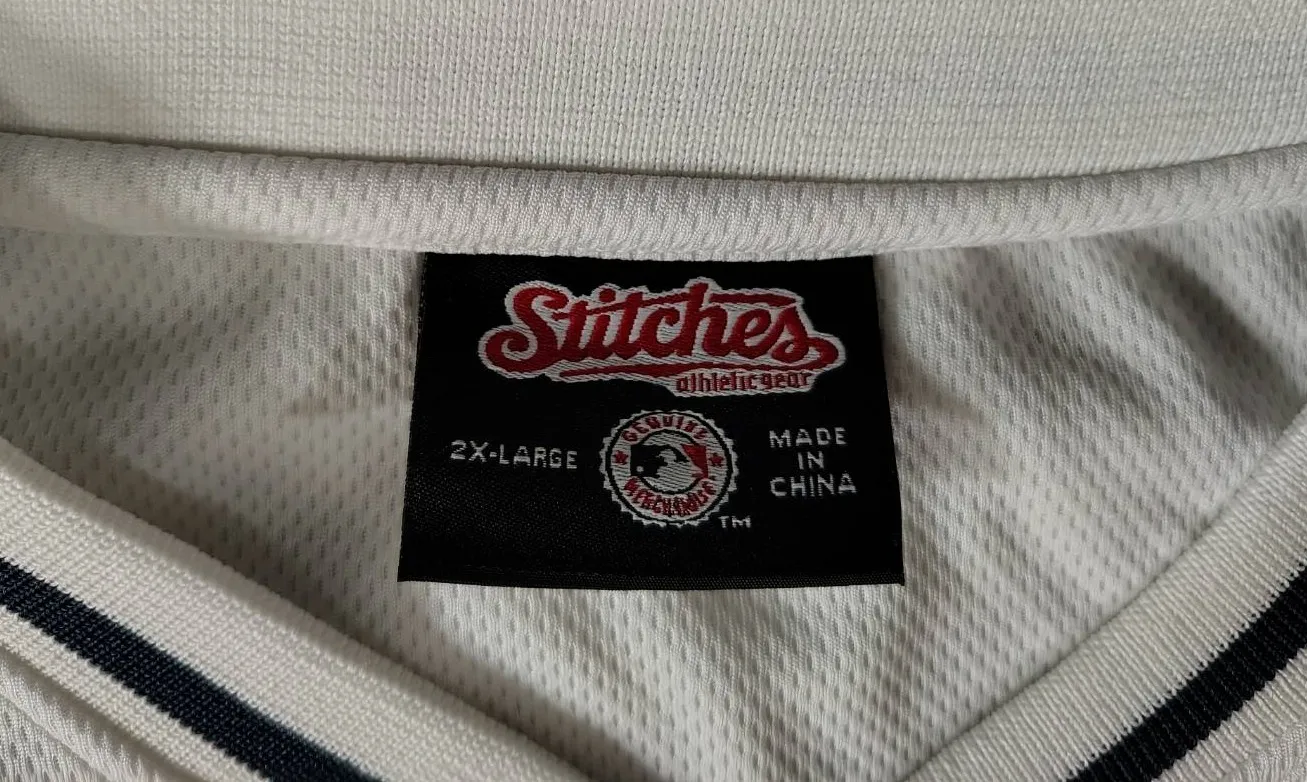 Stitches
athletic gear
2X-LARGE
GENUINE
MERCHANDISE
TM
MADE
IN
CHINA